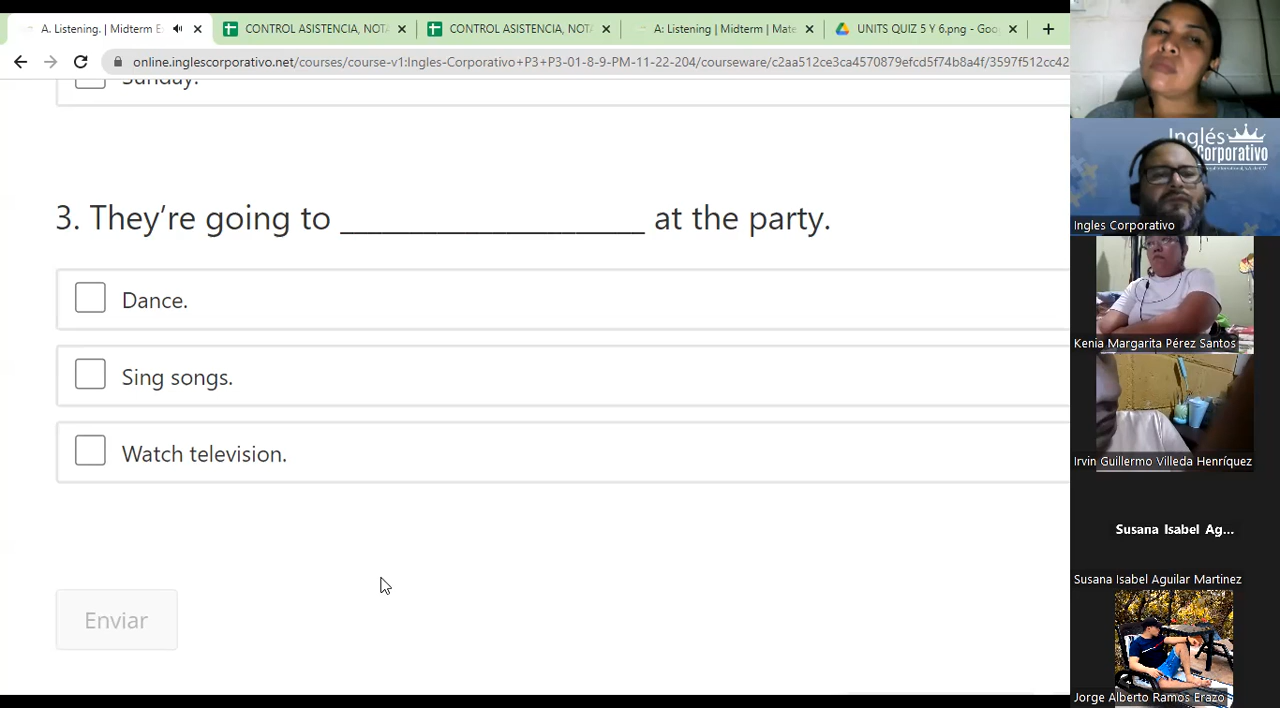 A. Listening. | Midterm E
CONTROL ASISTENCIA, NOTA
CONTROL ASISTENCIA, NOTA
A: Listening | Midterm | Mate
UNITS QUIZ 5 Y 6.png - Goo
online.inglescorporativo.net/courses/course-v1:Ingles-Corporativo+P3+P3-01-8-9-PM-11-22-204/courseware/c2aa512ce3ca4570879efcd5f74b8a4f/3597f512cc42
Sunday.
3. They’re going to ____________________ at the party.
Dance.
Sing songs.
Watch television.
Enviar
Inglés
Corporativo
Ingles Corporativo
Kenia Margarita Pérez Santos
Irvin Guillermo Villeda Henríquez
Susana Isabel Ag...
Susana Isabel Aguilar Martinez
Jorge Alberto Ramos Erazo